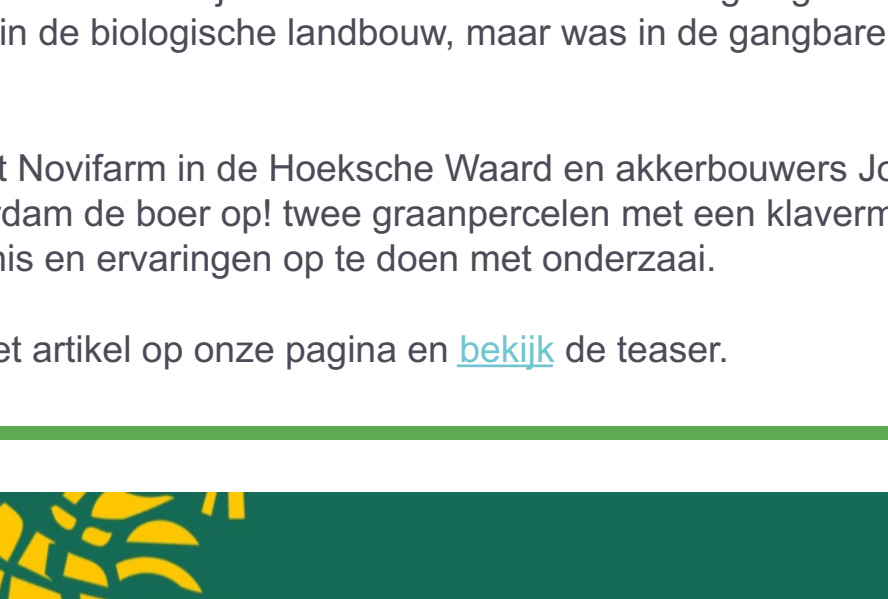 in de biologische landbouw, maar was in de gangbare
t Novifarm in de Hoeksche Waard en akkerbouwers Jo
rdam de boer op! twee graanpercelen met een klaverm
nis en ervaringen op te doen met onderzaai.
et artikel op onze pagina en bekijk de teaser.